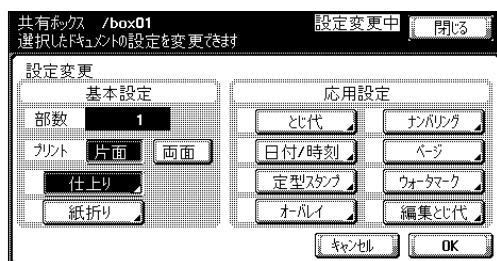 共有ﾎﾞｯｸｽ /box01 設定変更中 閉じる
選択したﾄﾞｷｭﾒﾝﾄの設定を変更できます
設定変更
基本設定 応用設定
部数 1 とじ代 ﾅﾝﾊﾞﾘﾝｸﾞ
ﾌﾟﾘﾝﾄ 片面 両面 日付/時刻 ﾍﾟｰｼﾞ
仕上り 定型ｽﾀﾝﾌﾟ ｳｫｰﾀﾏｰｸ
紙折り ｵｰﾊﾞﾚｲ 編集とじ代
ｷｬﾝｾﾙ OK